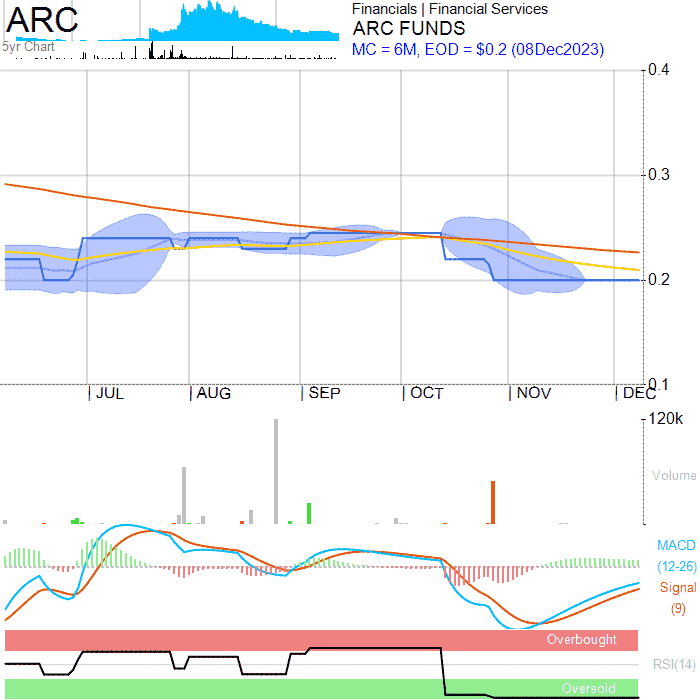 ARC
5yr Chart
Financials | Financial Services
ARC FUNDS
MC = 6M, EOD = $0.2 (08Dec2023)
0.4
0.3
0.2
0.1
JUL AUG SEP OCT NOV DEC
120k
Volume
MACD
(12-26)
Signal
(9)
Overbought
RSI(14)
Oversold